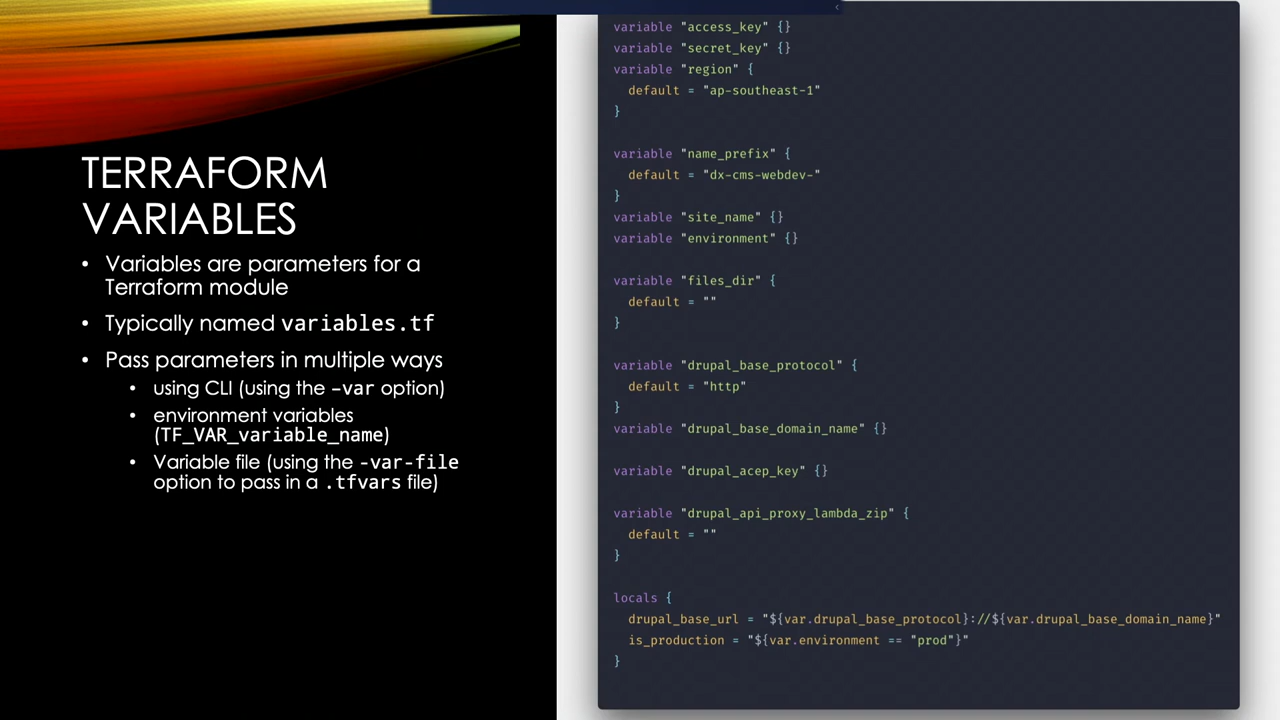 TERRAFORM
VARIABLES
• Variables are parameters for a
Terraform module
• Typically named variables.tf
• Pass parameters in multiple ways
• using CLI (using the –var option)
• environment variables
(TF_VAR_variable_name)
• Variable file (using the -var-file
option to pass in a .tfvars file)
variable "access_key" {}
variable "secret_key" {}
variable "region" {
  default = "ap-southeast-1"
}
variable "name_prefix" {
  default = "dx-cms-webdev-"
}
variable "site_name" {}
variable "environment" {}
variable "files_dir" {
  default = ""
}
variable "drupal_base_protocol" {
  default = "http"
}
variable "drupal_base_domain_name" {}
variable "drupal_acep_key" {}
variable "drupal_api_proxy_lambda_zip" {
  default = ""
}
locals {
  drupal_base_url = "${var.drupal_base_protocol}://${var.drupal_base_domain_name}"
  is_production = "${var.environment == "prod"}"
}